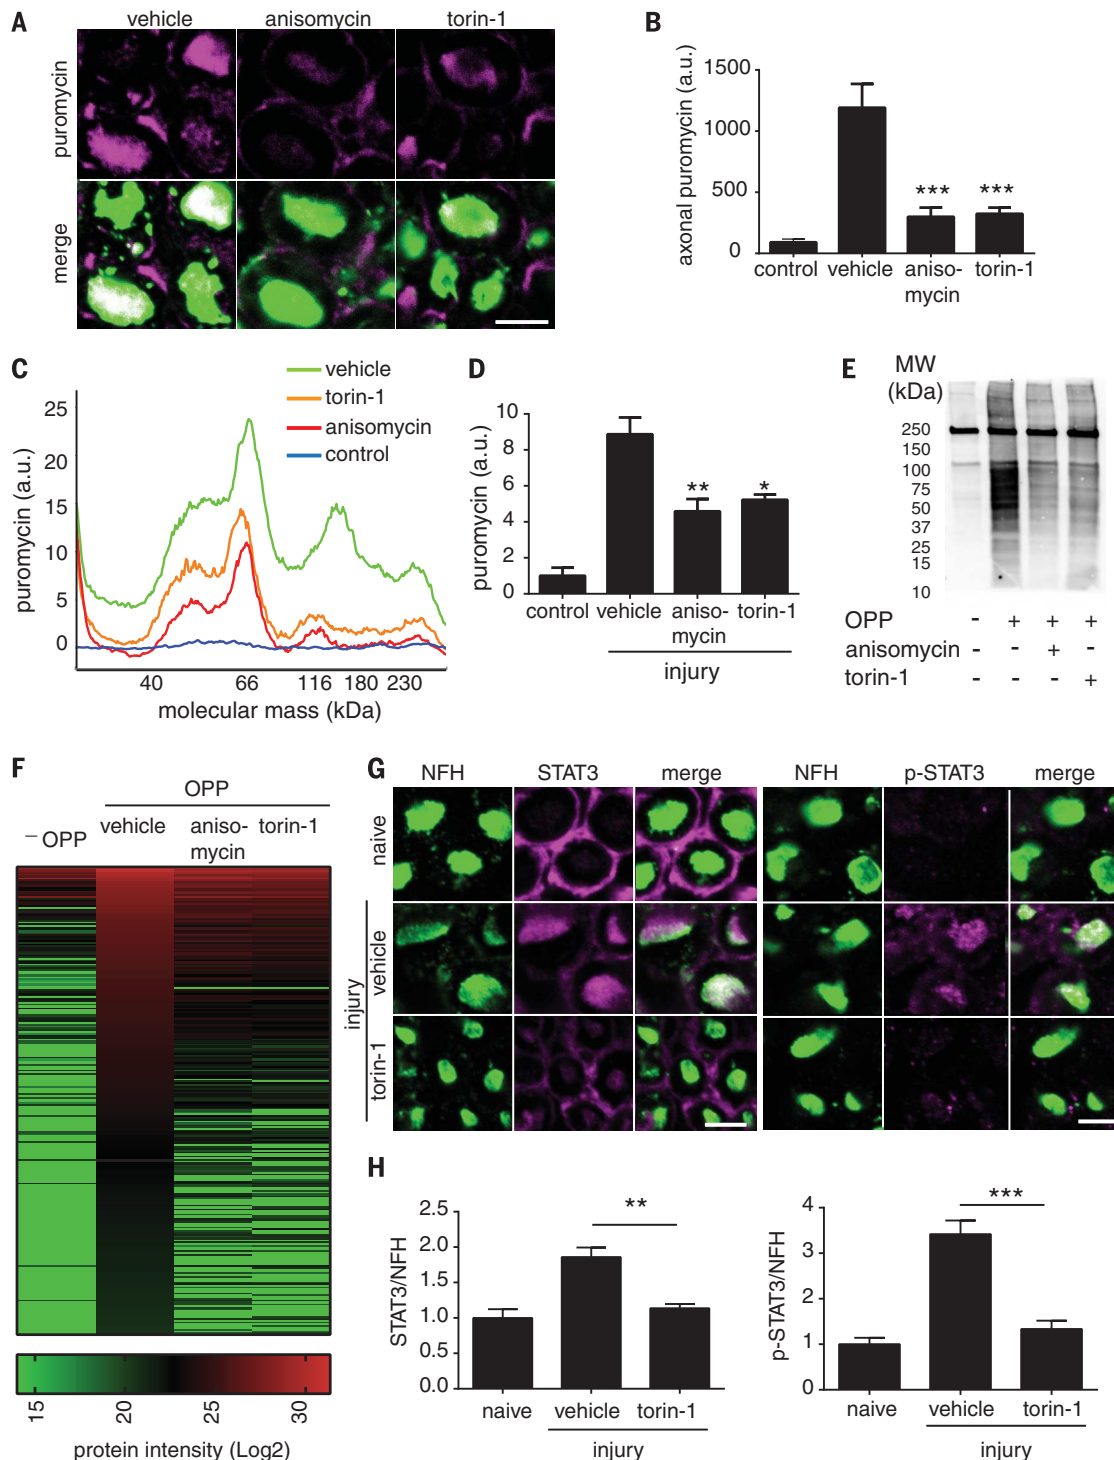 A
vehicle anisomycin torin-1
puromycin
merge
B
axonal puromycin (a.u.)
1500
1000
500
0
*** ***
control vehicle aniso- torin-1
mycin
C
vehicle
torin-1
anisomycin
control
puromycin (a.u.)
25
20
15
10
5
0
40 66 116 180 230
molecular mass (kDa)
D
puromycin (a.u.)
10
8
6
4
2
0
** *
control vehicle aniso- torin-1
mycin
injury
E
MW
(kDa)
250
150
100
75
50
37
25
15
10
OPP - + + +
anisomycin - - + -
torin-1 - - - +
F
OPP
− OPP vehicle aniso- torin-1
mycin
15 20 25 30
protein intensity (Log2)
G
NFH STAT3 merge NFH p-STAT3 merge
naive
injury
vehicle
torin-1
H
STAT3/NFH
2.5
2.0
1.5
1.0
0.5
0.0
**
naive vehicle torin-1
injury
p-STAT3/NFH
4
3
2
1
0
***
naive vehicle torin-1
injury